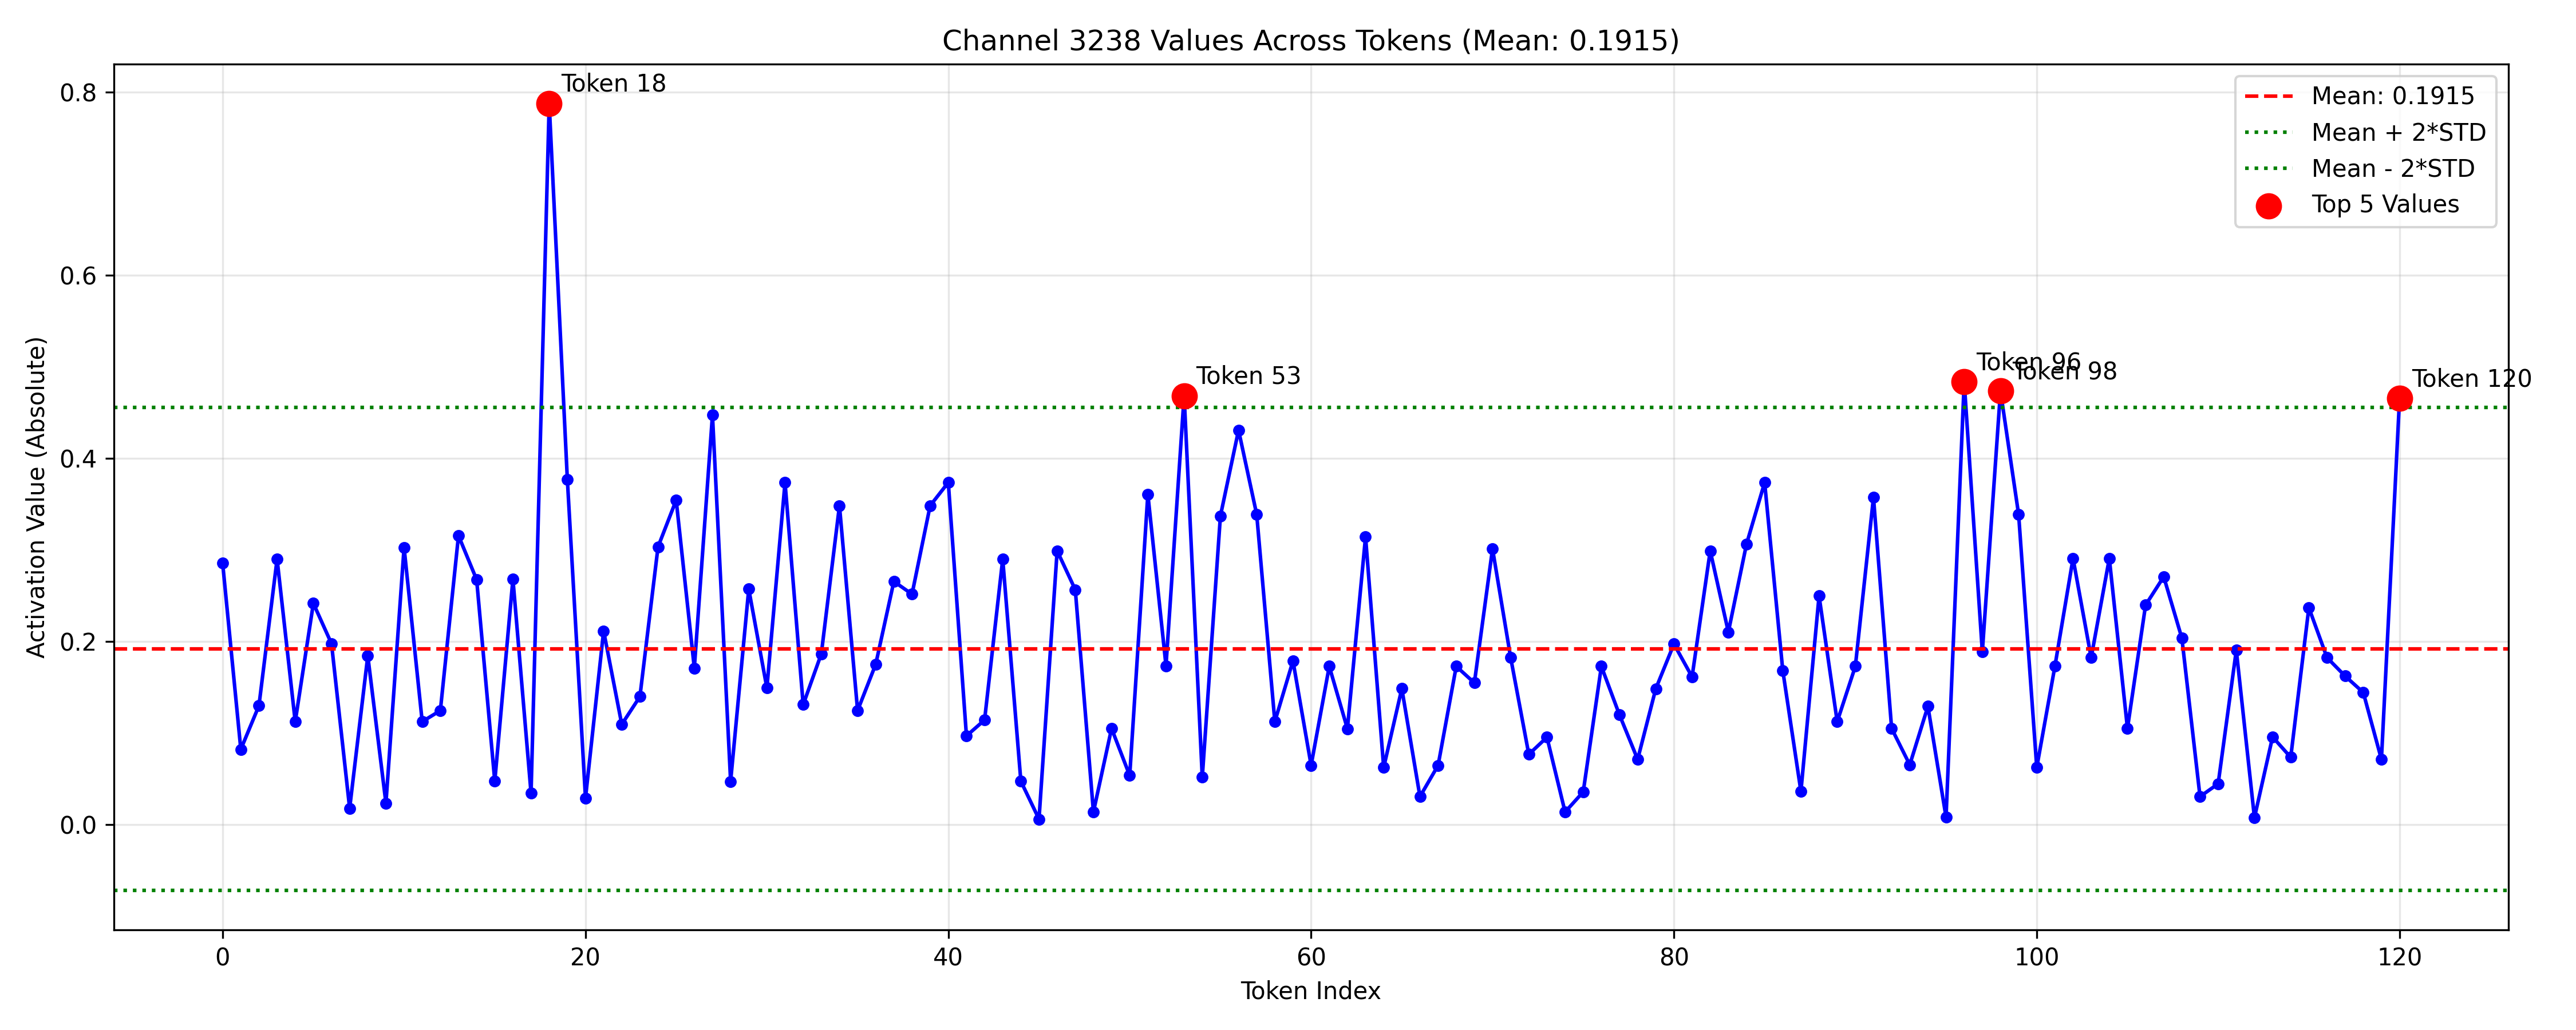 Channel 3238 Values Across Tokens (Mean: 0.1915)
Token 18
Token 53
Token 96
Token 98
Token 120
Mean: 0.1915
Mean + 2*STD
Mean - 2*STD
Top 5 Values
Activation Value (Absolute)
0.8
0.6
0.4
0.2
0.0
0
20
40
60
80
100
120
Token Index